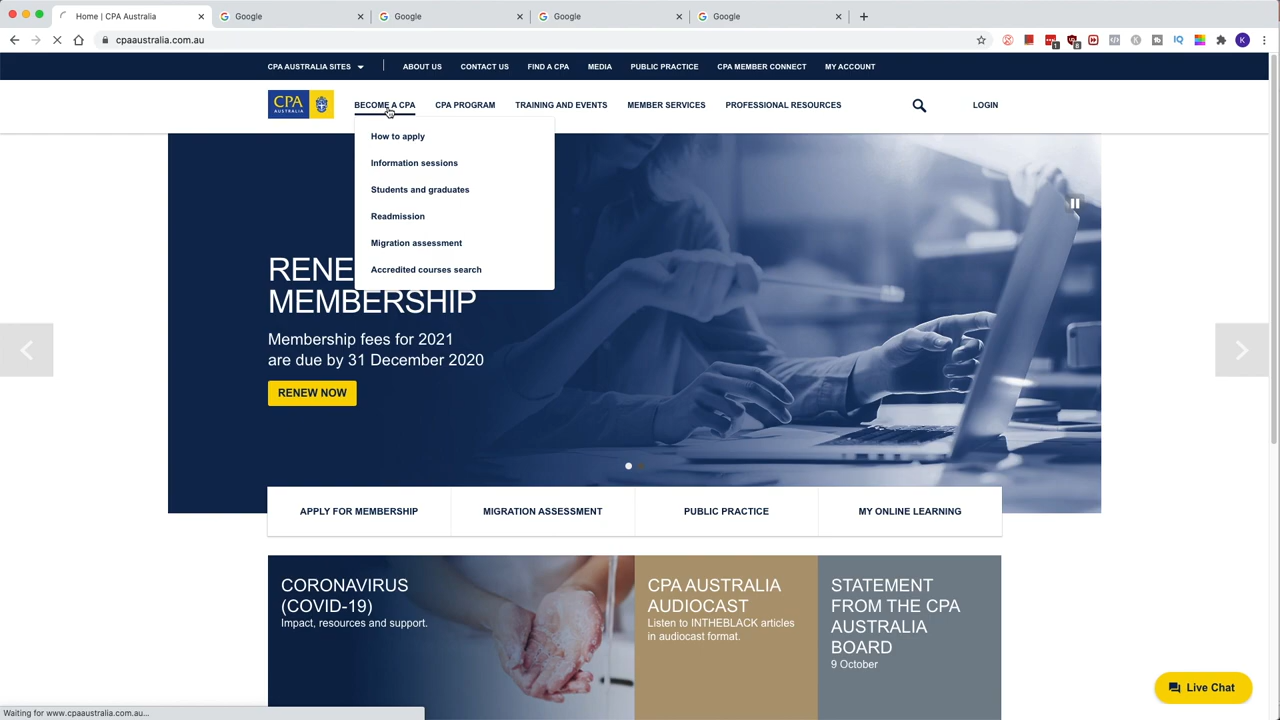 Home | CPA Australia
Google
Google
Google
Google
cpaaustralia.com.au
CPA AUSTRALIA SITES
ABOUT US
CONTACT US
FIND A CPA
MEDIA
PUBLIC PRACTICE
CPA MEMBER CONNECT
MY ACCOUNT
CPA
AUSTRALIA
BECOME A CPA
CPA PROGRAM
TRAINING AND EVENTS
MEMBER SERVICES
PROFESSIONAL RESOURCES
LOGIN
How to apply
Information sessions
Students and graduates
Readmission
Migration assessment
Accredited courses search
RENE
MEMBERSHIP
Membership fees for 2021
are due by 31 December 2020
RENEW NOW
APPLY FOR MEMBERSHIP
MIGRATION ASSESSMENT
PUBLIC PRACTICE
MY ONLINE LEARNING
CORONAVIRUS
(COVID-19)
Impact, resources and support.
CPA AUSTRALIA
AUDIOCAST
Listen to INTHEBLACK articles
in audiocast format.
STATEMENT
FROM THE CPA
AUSTRALIA
BOARD
9 October
Live Chat
Waiting for www.cpaaustralia.com.au...